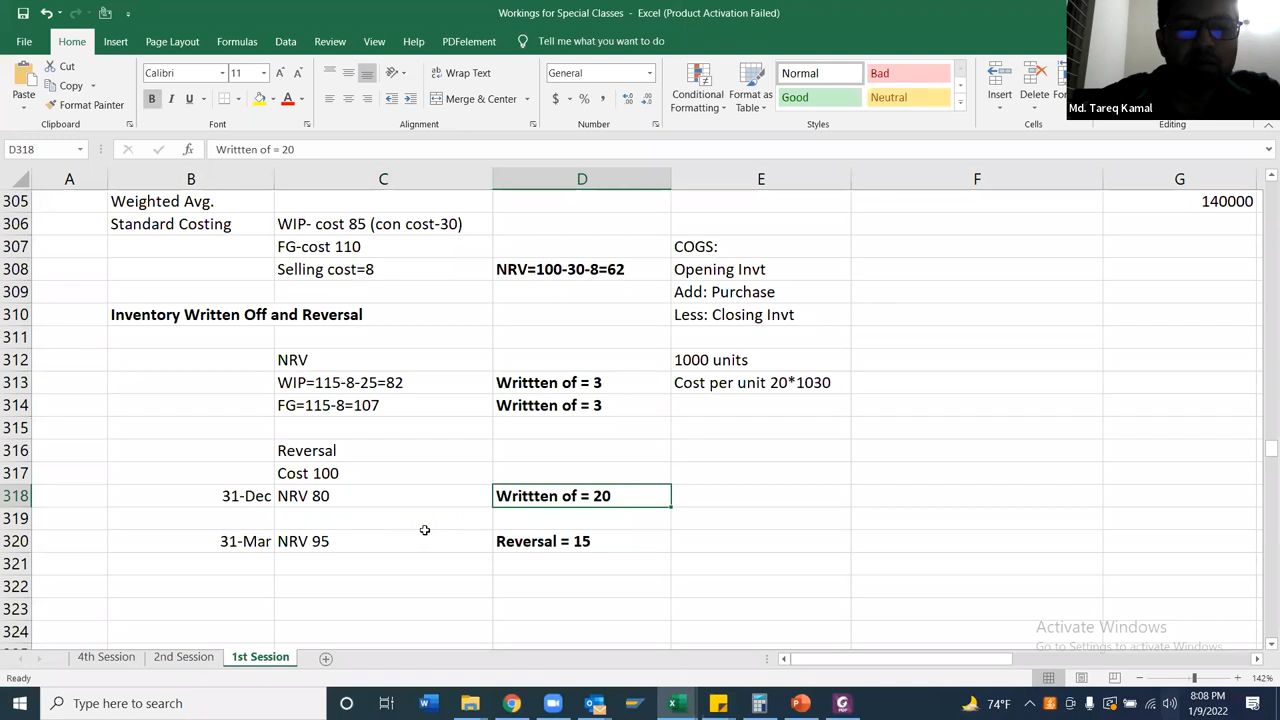 Workings for Special Classes - Excel (Product Activation Failed)
File Home Insert Page Layout Formulas Data Review View Help PDFelement Tell me what you want to do
Md. Tareq Kamal
Paste Cut Copy Format Painter
Calibri 11
B I U A
Wrap Text
Merge & Center
General
$ % ,
Conditional Formatting
Format as Table
Normal Bad
Good Neutral
Insert Delete
Clipboard Font Alignment Number Styles Cells Editing
D318 fx Writtten of = 20
A B C D E F G
305 Weighted Avg. 140000
306 Standard Costing WIP- cost 85 (con cost-30)
307 FG-cost 110 COGS:
308 Selling cost=8 NRV=100-30-8=62 Opening Invt
309 Add: Purchase
310 Inventory Written Off and Reversal Less: Closing Invt
311
312 NRV 1000 units
313 WIP=115-8-25=82 Writtten of = 3 Cost per unit 20*1030
314 FG=115-8=107 Writtten of = 3
315
316 Reversal
317 Cost 100
318 31-Dec NRV 80 Writtten of = 20
319
320 31-Mar NRV 95 Reversal = 15
321
322
323
324
Activate Windows
Go to Settings to activate Windows.
4th Session 2nd Session 1st Session
Ready 142%
Type here to search
74°F
8:08 PM
1/9/2022